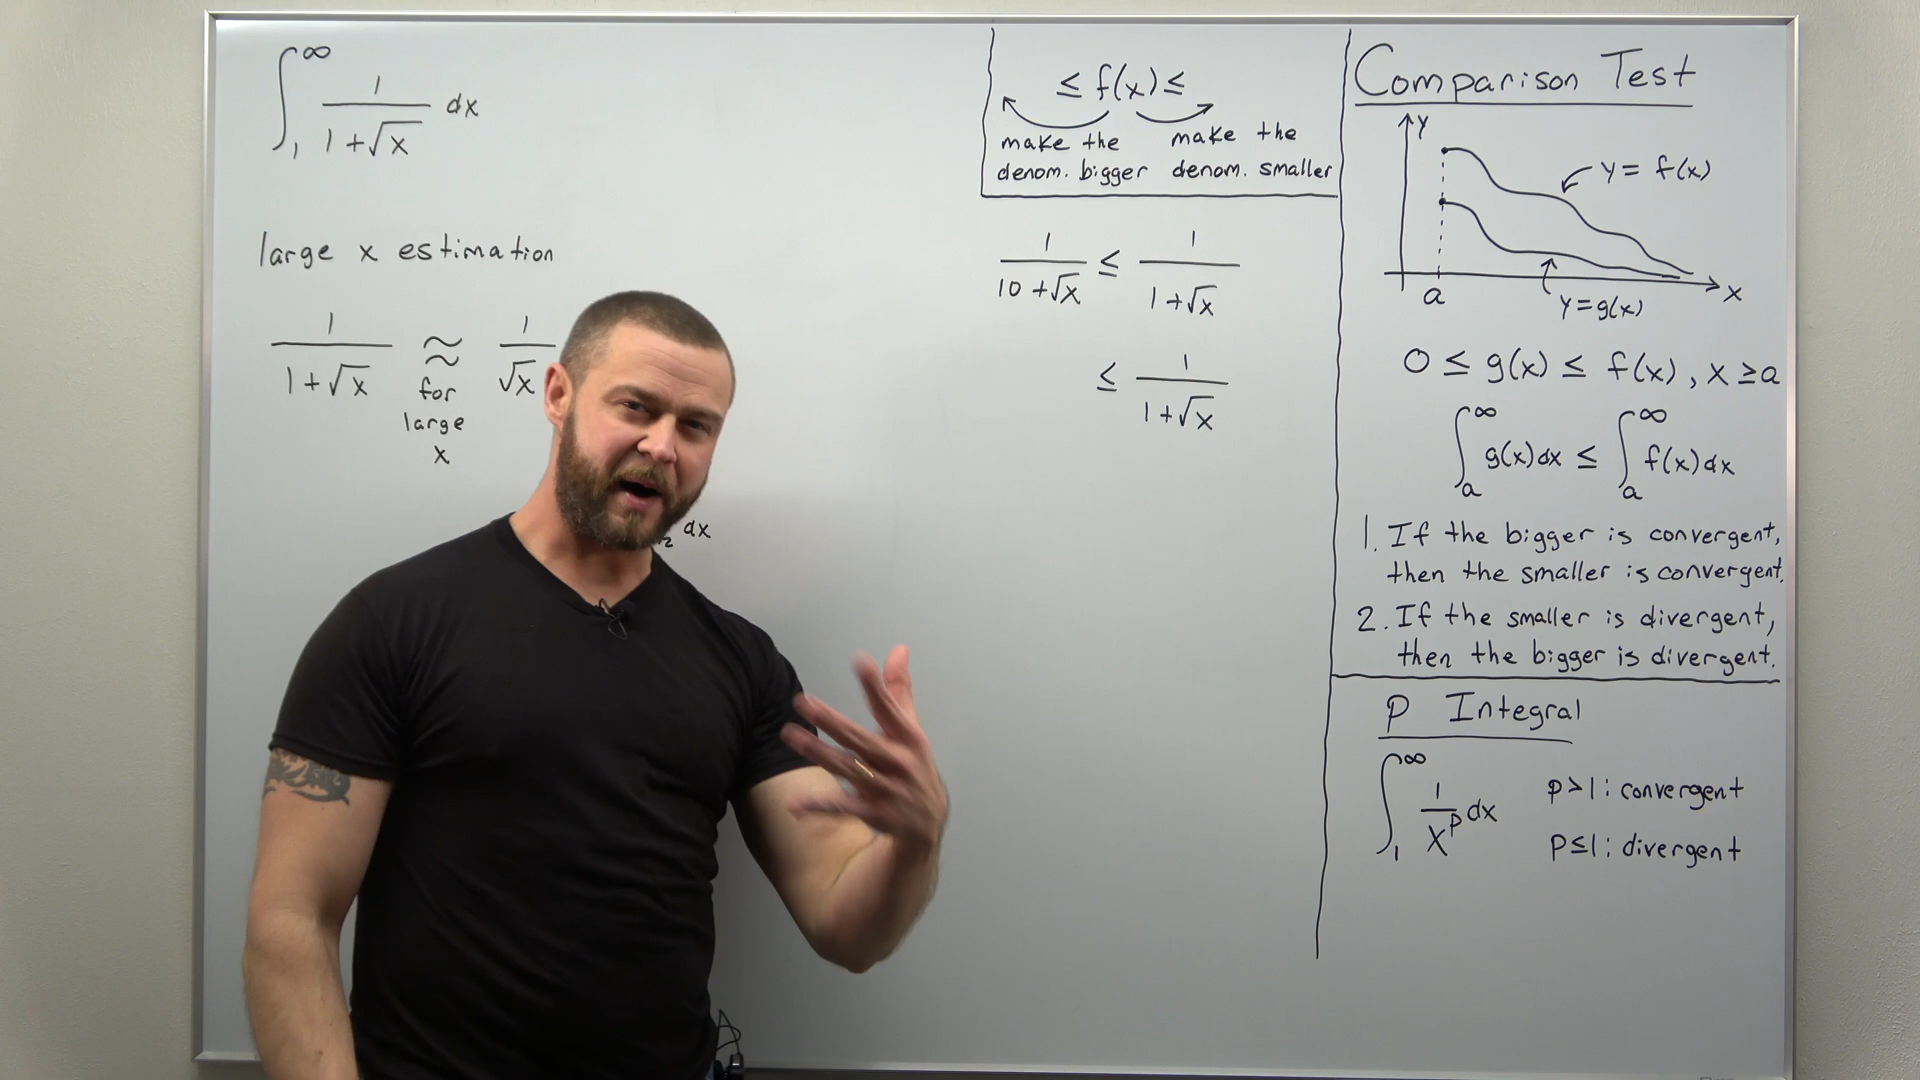 ∫₁^∞ 1/(1+√x) dx
large x estimation
1/(1+√x) ≈ 1/√x
for
large
x
2 dx
≤ f(x) ≤
make the denom. bigger
make the denom. smaller
1/(10+√x) ≤ 1/(1+√x)
≤ 1/(1+√x)
Comparison Test
y
y = f(x)
a
x
y=g(x)
0 ≤ g(x) ≤ f(x), x ≥ a
∫ₐ^∞ g(x)dx ≤ ∫ₐ^∞ f(x)dx
1. If the bigger is convergent,
then the smaller is convergent.
2. If the smaller is divergent,
then the bigger is divergent.
P Integral
∫₁^∞ 1/x^p dx
p>1: convergent
p≤1: divergent